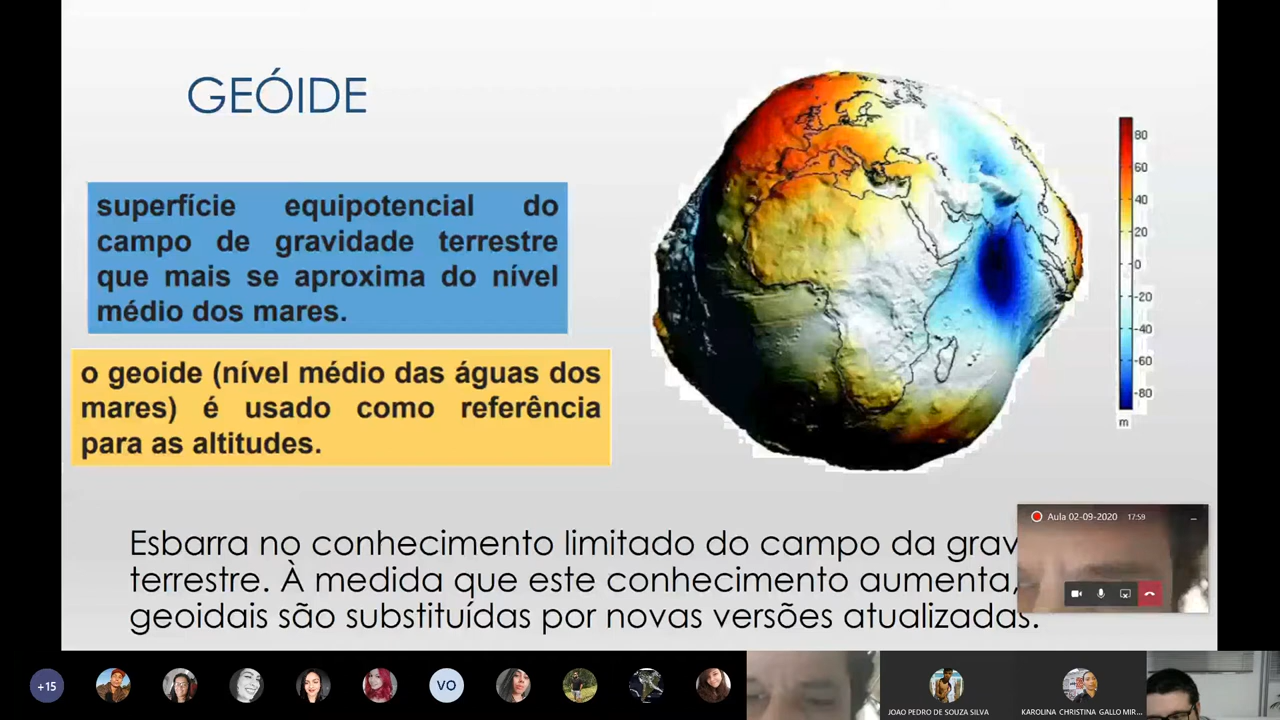 GEÓIDE
superfície equipotencial do
campo de gravidade terrestre
que mais se aproxima do nível
médio dos mares.
o geoide (nível médio das águas dos
mares) é usado como referência
para as altitudes.
80
60
40
20
0
-20
-40
-60
-80
m
Esbarra no conhecimento limitado do campo da grav
terrestre. À medida que este conhecimento aumenta,
geoidais são substituídas por novas versões atualizadas.
Aula 02-09-2020 17:59
+15
VO
JOAO PEDRO DE SOUZA SILVA
KAROLINA CHRISTINA GALLO MIR...